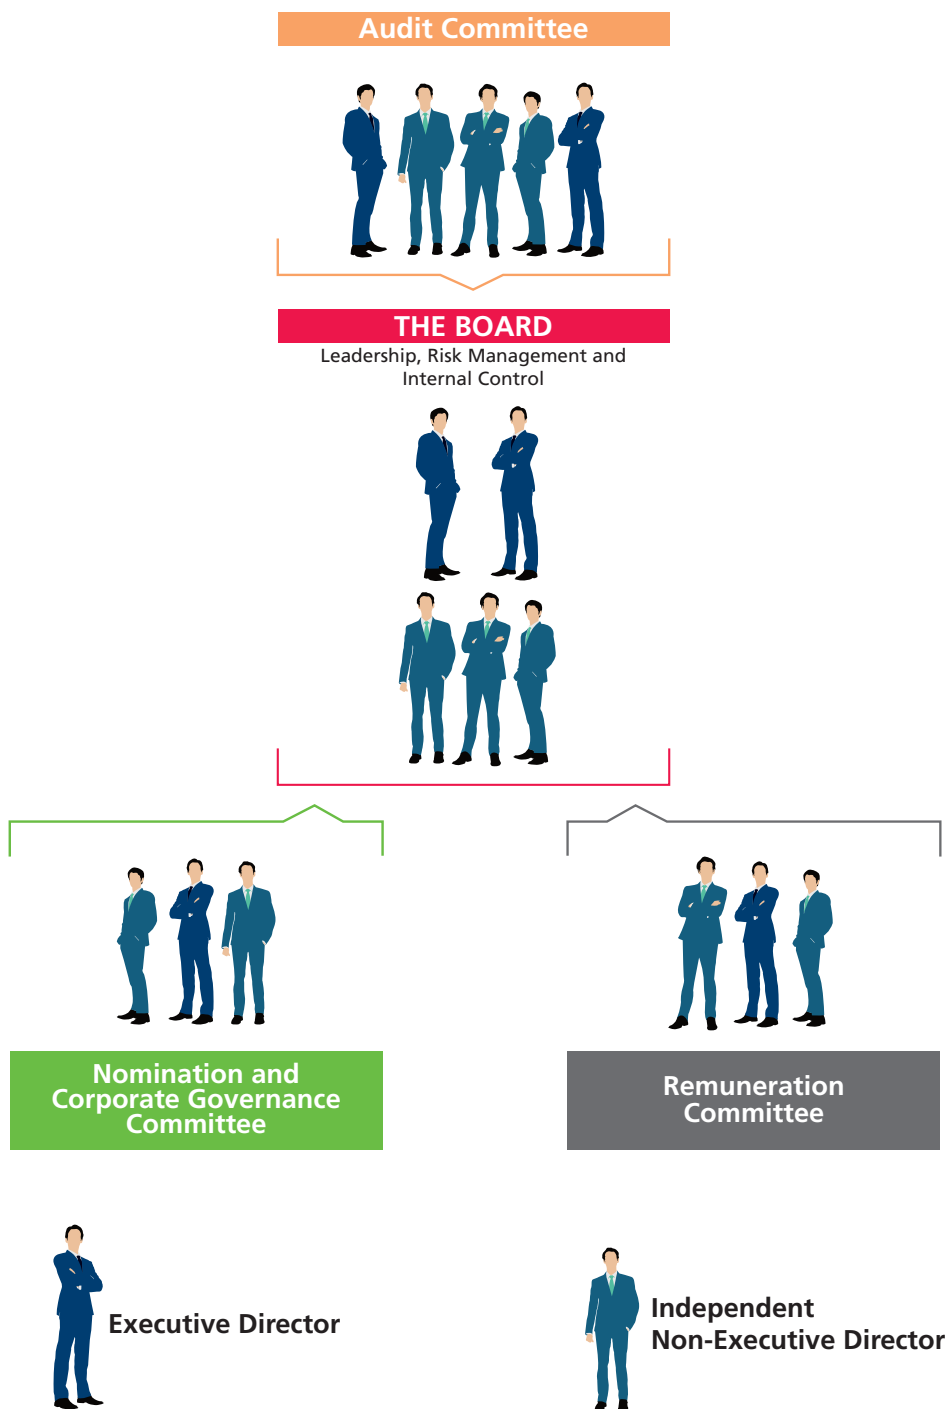 Audit Committee
THE BOARD
Leadership, Risk Management and
Internal Control
Nomination and
Corporate Governance
Committee
Remuneration
Committee
Executive Director
Independent
Non-Executive Director